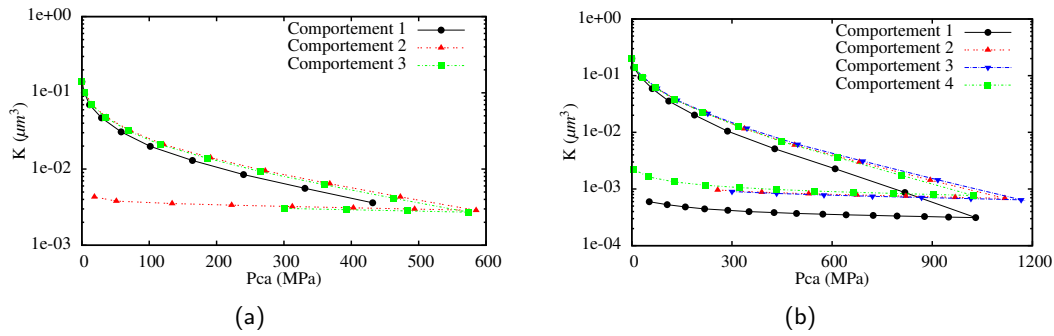 1e+00
1e-01
1e-02
1e-03
K (μm³)
Comportement 1
Comportement 2
Comportement 3
0 100 200 300 400 500 600
Pca (MPa)
(a)
1e+00
1e-01
1e-02
1e-03
1e-04
K (μm³)
Comportement 1
Comportement 2
Comportement 3
Comportement 4
0 300 600 900 1200
Pca (MPa)
(b)